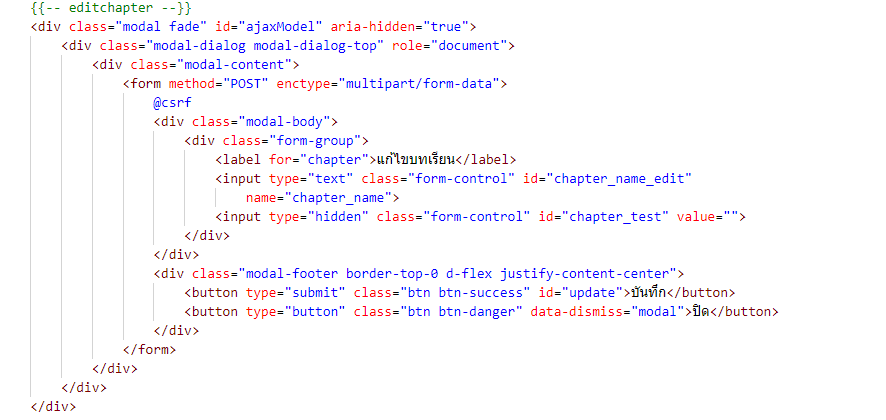 {{-- editchapter --}}
<div class="modal fade" id="ajaxModel" aria-hidden="true">
<div class="modal-dialog modal-dialog-top" role="document">
<div class="modal-content">
<form method="POST" enctype="multipart/form-data">
@csrf
<div class="modal-body">
<div class="form-group">
<label for="chapter">แก้ไขบทเรียน</label>
<input type="text" class="form-control" id="chapter_name_edit"
name="chapter_name">
<input type="hidden" class="form-control" id="chapter_test" value="">
</div>
</div>
<div class="modal-footer border-top-0 d-flex justify-content-center">
<button type="submit" class="btn btn-success" id="update">บันทึก</button>
<button type="button" class="btn btn-danger" data-dismiss="modal">ปิด</button>
</div>
</form>
</div>
</div>
</div>